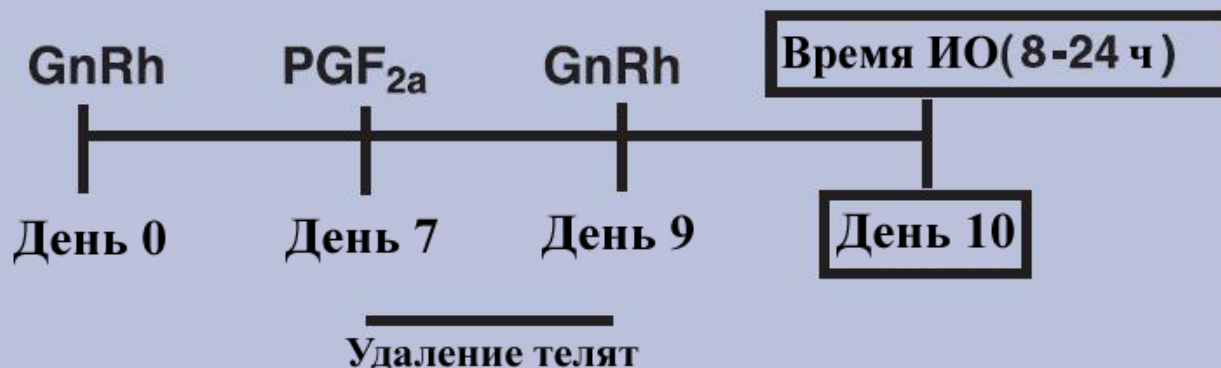 GnRh PGF2a GnRh Время ИО(8-24 ч)
День 0 День 7 День 9 День 10
Удаление телят